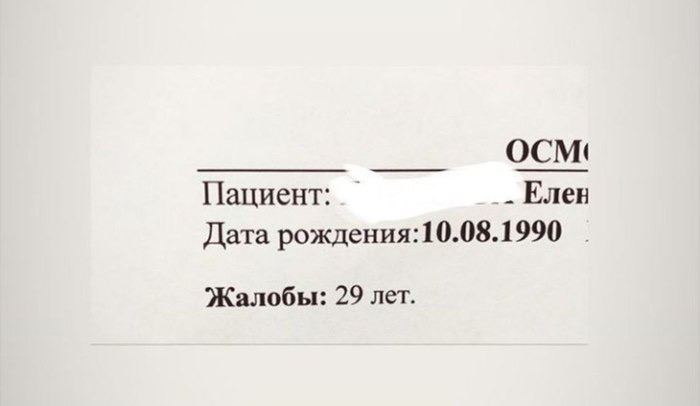 ОСМ
Пациент: Елен
Дата рождения:10.08.1990
Жалобы: 29 лет.